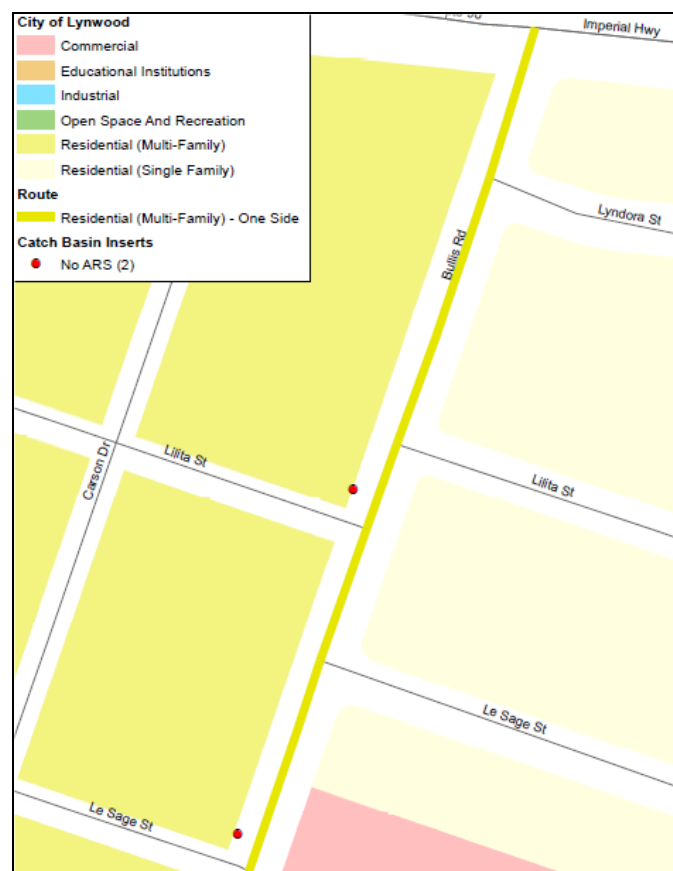 City of Lynwood
Commercial
Educational Institutions
Industrial
Open Space And Recreation
Residential (Multi-Family)
Residential (Single Family)
Route
Residential (Multi-Family) - One Side
Catch Basin Inserts
No ARS (2)
Imperial Hwy
Lyndora St
Bullis Rd
Lilita St
Carson Dr
Lilita St
Le Sage St
Le Sage St